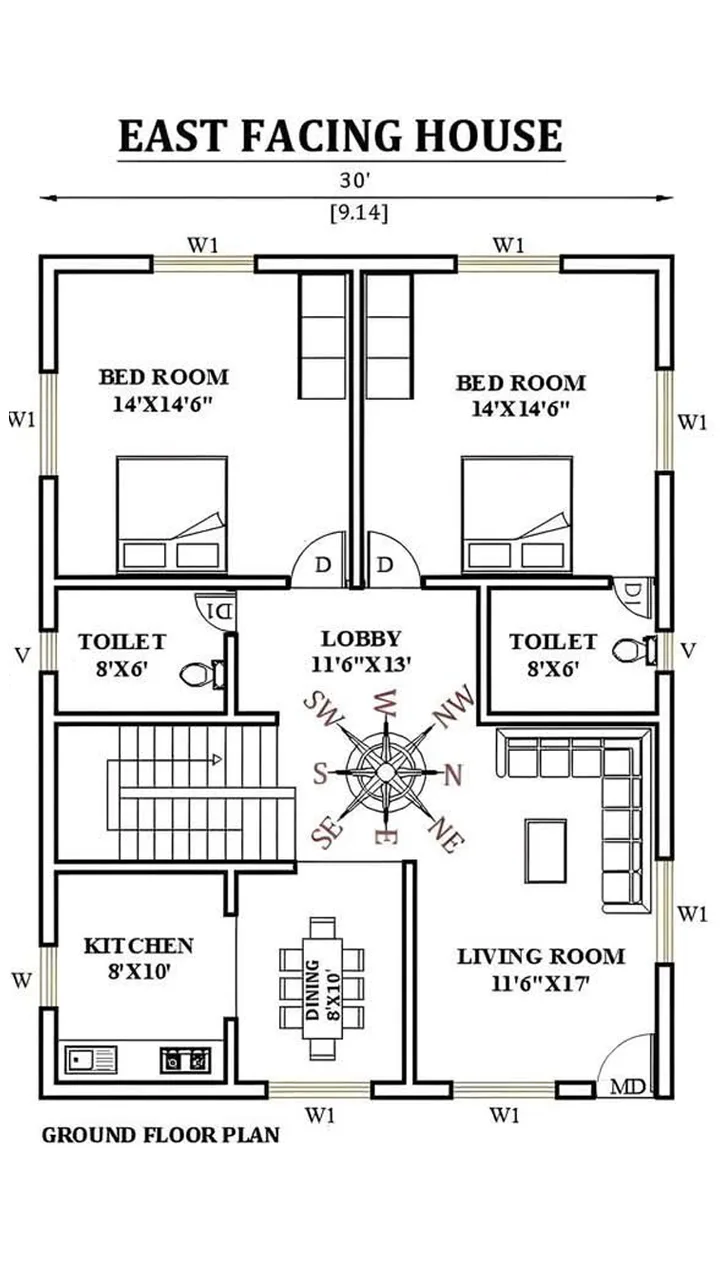 EAST FACING HOUSE
30'
[9.14]
W1
W1
BED ROOM
14'X14'6"
BED ROOM
14'X14'6"
W1
W1
D
D
D1
D1
TOILET
8'X6'
LOBBY
11'6"X13'
TOILET
8'X6'
V
V
SW
W
NW
S
N
SE
E
NE
W1
KITCHEN
8'X10'
DINING
8'X10'
LIVING ROOM
11'6"X17'
W
MD
W1
W1
GROUND FLOOR PLAN